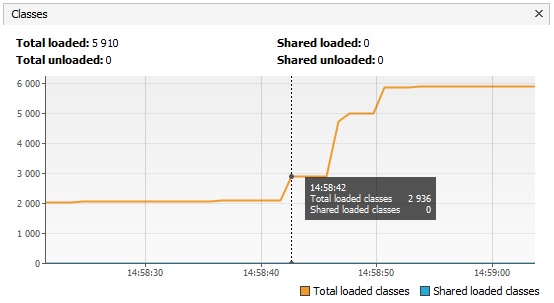 Classes
Total loaded: 5 910 Shared loaded: 0
Total unloaded: 0 Shared unloaded: 0
6 000
5 000
4 000
3 000
2 000
1 000
0
14:58:42
Total loaded classes 2 936
Shared loaded classes 0
14:58:30 14:58:40 14:58:50 14:59:00
Total loaded classes Shared loaded classes